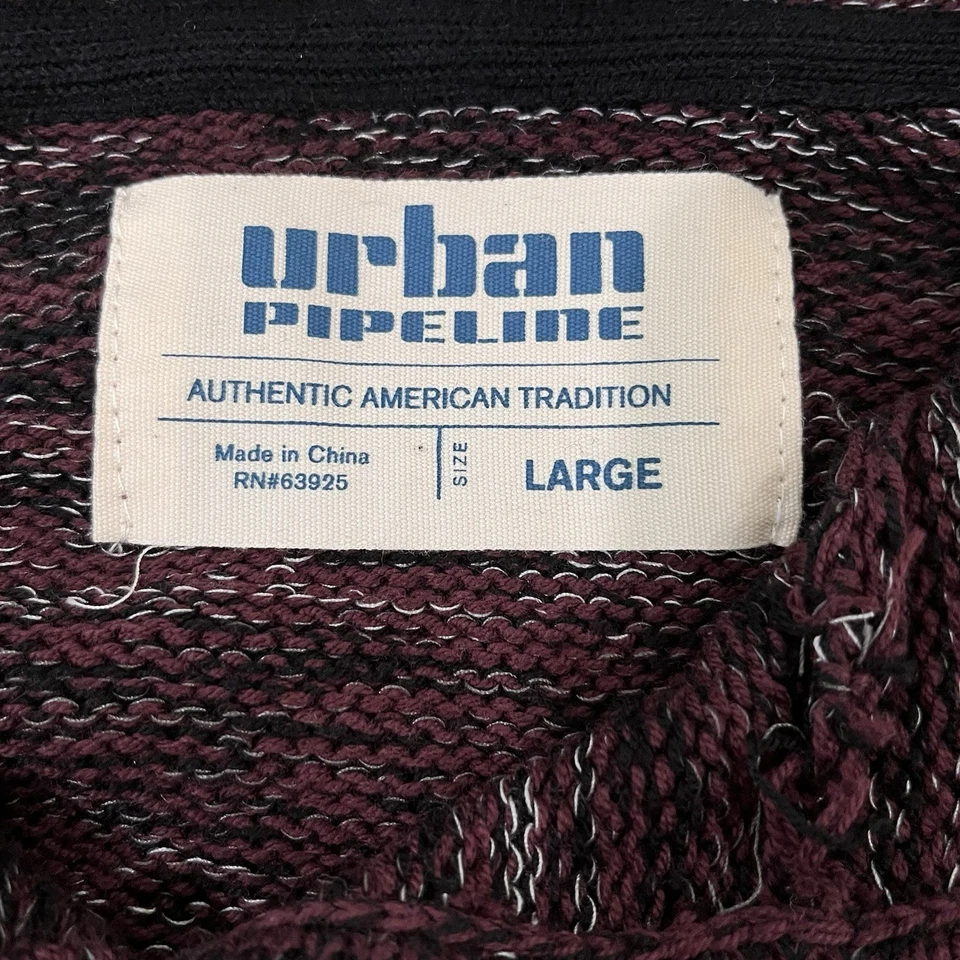 urban
PIPELINE
AUTHENTIC AMERICAN TRADITION
Made in China
RN#63925
SIZE
LARGE